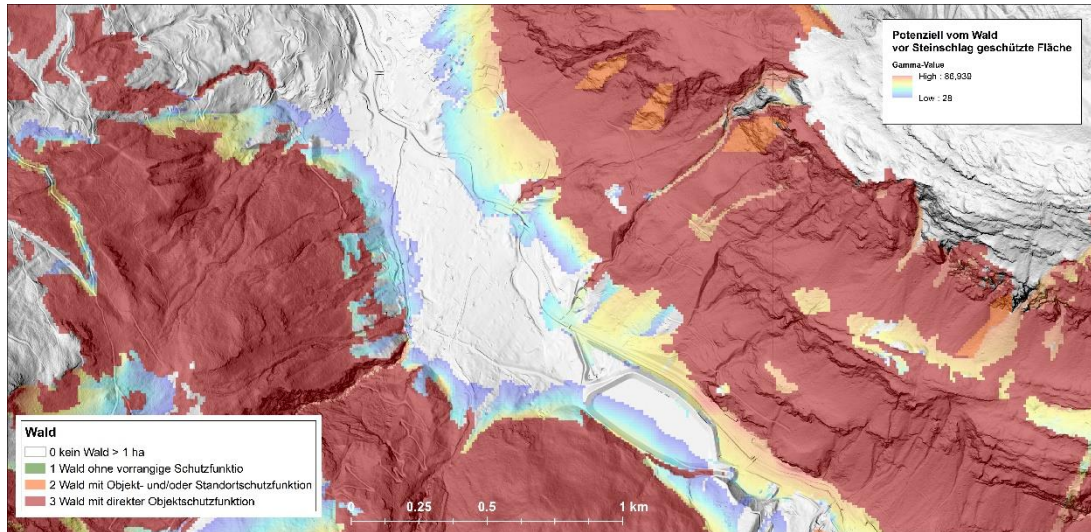 Potenziell vom Wald
vor Steinschlag geschützte Fläche
Gamma-Value
High : 86,939
Low : 28
Wald
0 kein Wald > 1 ha
1 Wald ohne vorrangige Schutzfunktio
2 Wald mit Objekt- und/oder Standortschutzfunktion
3 Wald mit direkter Objektschutzfunktion
0 0.25 0.5 1 km